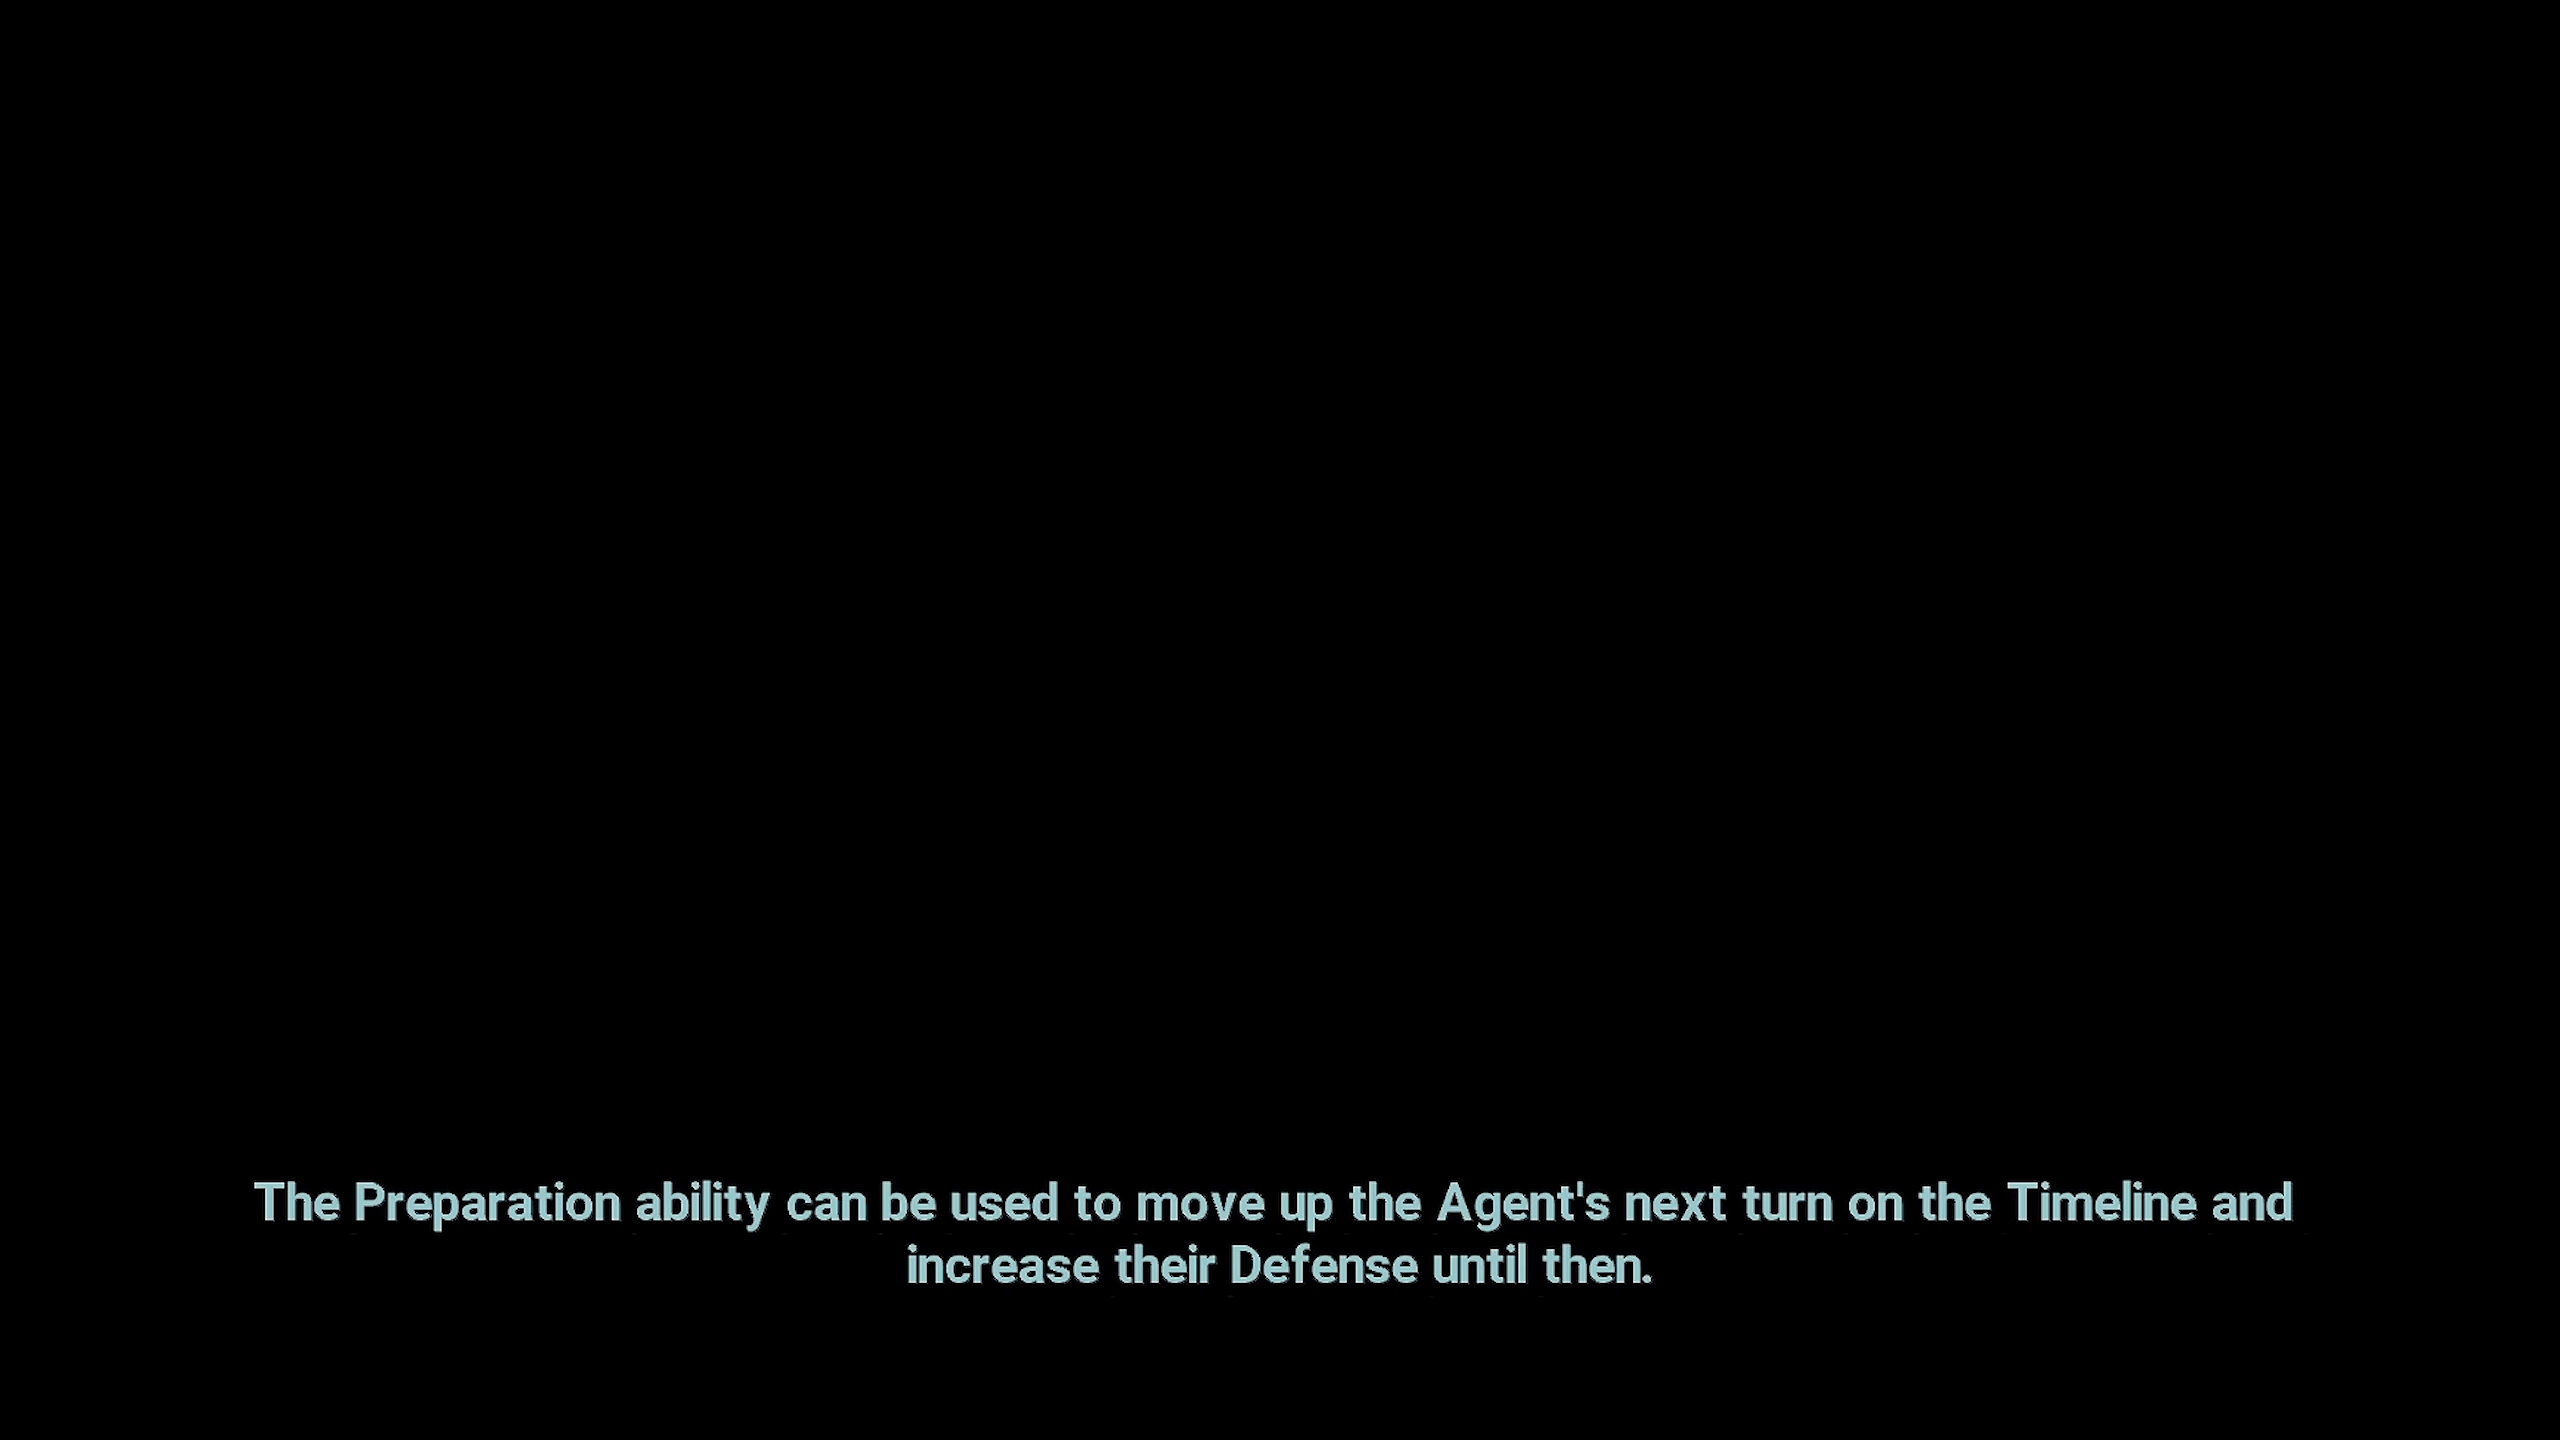 The Preparation ability can be used to move up the Agent's next turn on the Timeline and
increase their Defense until then.